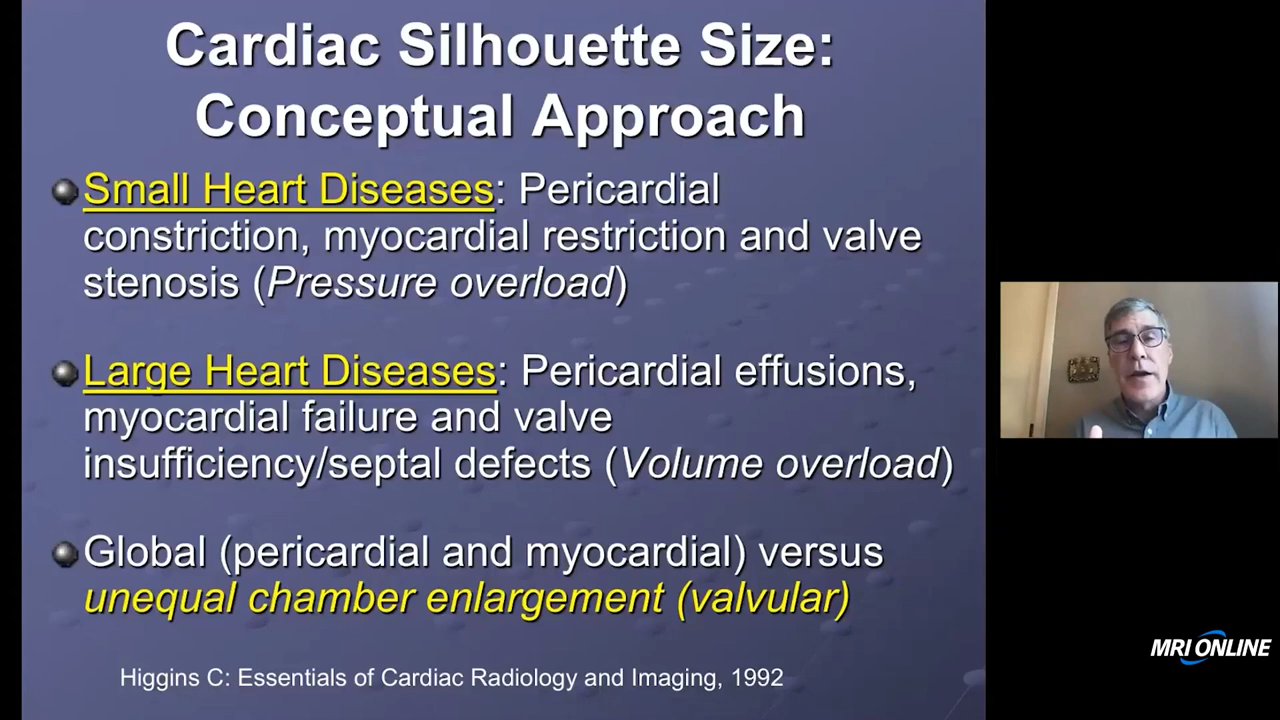 Cardiac Silhouette Size:
Conceptual Approach
Small Heart Diseases: Pericardial
constriction, myocardial restriction and valve
stenosis (Pressure overload)
Large Heart Diseases: Pericardial effusions,
myocardial failure and valve
insufficiency/septal defects (Volume overload)
Global (pericardial and myocardial) versus
unequal chamber enlargement (valvular)
Higgins C: Essentials of Cardiac Radiology and Imaging, 1992
MRI ONLINE